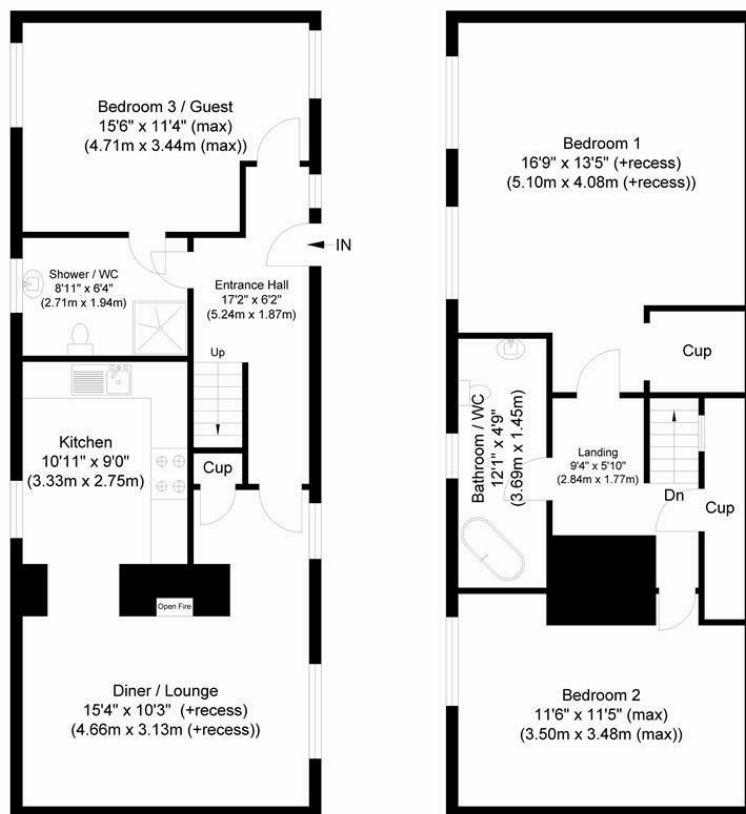 Bedroom 3 / Guest
15'6" x 11'4" (max)
(4.71m x 3.44m (max))
IN
Shower / WC
8'11" x 6'4"
(2.71m x 1.94m)
Entrance Hall
17'2" x 6'2"
(5.24m x 1.87m)
Up
Kitchen
10'11" x 9'0"
(3.33m x 2.75m)
Cup
Open Fire
Diner / Lounge
15'4" x 10'3" (+recess)
(4.66m x 3.13m (+recess))
Bedroom 1
16'9" x 13'5" (+recess)
(5.10m x 4.08m (+recess))
Cup
Bathroom / WC
12'1" x 4'9"
(3.69m x 1.45m)
Landing
9'4" x 5'10"
(2.84m x 1.77m)
Dn
Cup
Bedroom 2
11'6" x 11'5" (max)
(3.50m x 3.48m (max))